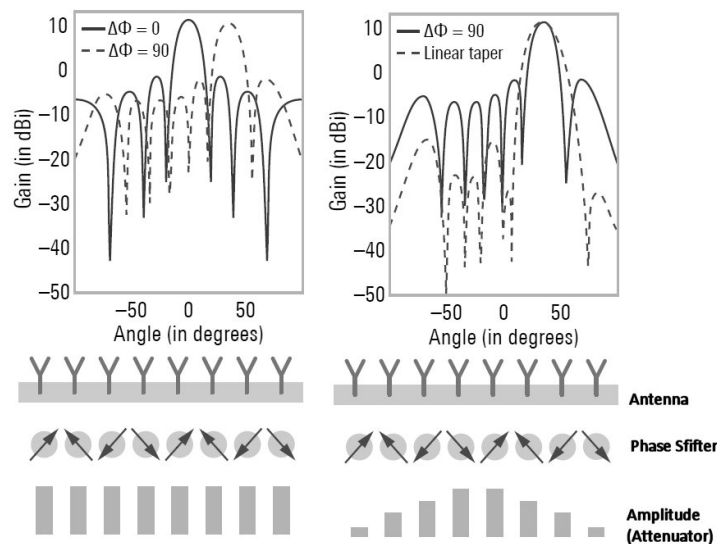 ΔΦ = 0
ΔΦ = 90
10
0
−10
−20
−30
−40
−50
Gain (in dBi)
−50 0 50
Angle (in degrees)
ΔΦ = 90
Linear taper
10
0
−10
−20
−30
−40
−50
Gain (in dBi)
−50 0 50
Angle (in degrees)
Antenna
Phase Sfifter
Amplitude
(Attenuator)